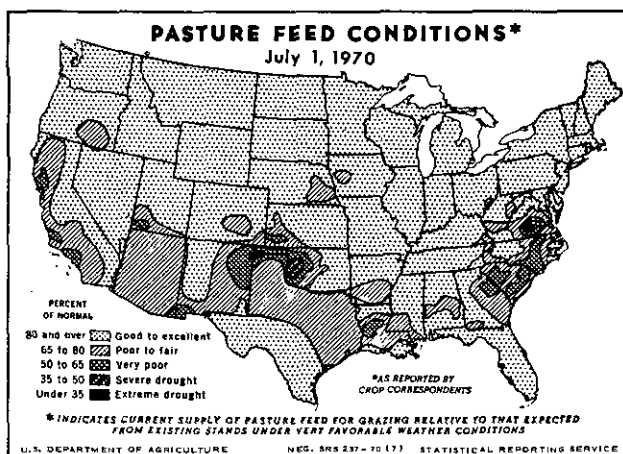 PASTURE FEED CONDITIONS*
July 1, 1970
PERCENT
OF NORMAL
80 and over Good to excellent
65 to 80 Poor to fair
50 to 65 Very poor
35 to 50 Severe drought
Under 35 Extreme drought
*AS REPORTED BY
CROP CORRESPONDENTS
* INDICATES CURRENT SUPPLY OF PASTURE FEED FOR GRAZING RELATIVE TO THAT EXPECTED
FROM EXISTING STANDS UNDER VERY FAVORABLE WEATHER CONDITIONS
U.S. DEPARTMENT OF AGRICULTURE NEG. SRS 237-70 (7) STATISTICAL REPORTING SERVICE